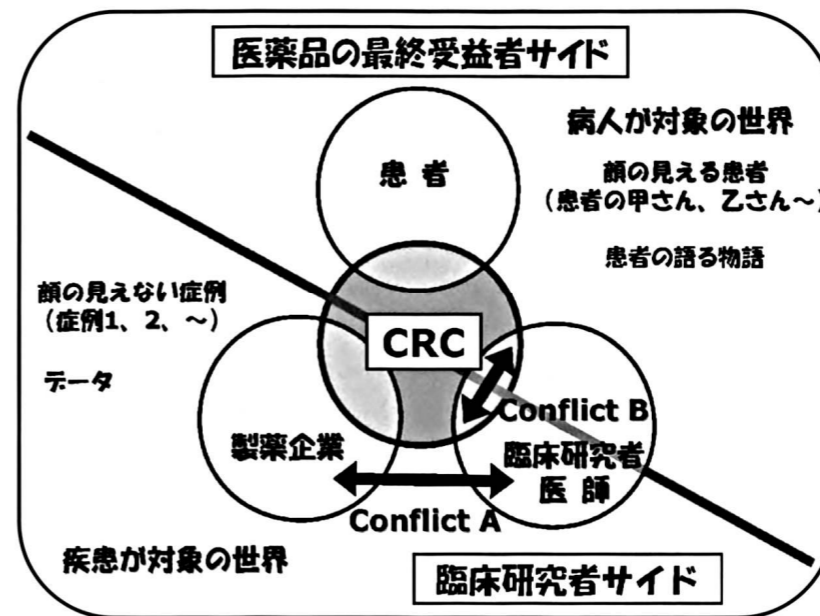 医薬品の最終受益者サイド
病人が対象の世界
患 者
顔の見える患者
(患者の甲さん、乙さん~)
患者の語る物語
顔の見えない症例
(症例1、2、~)
データ
CRC
Conflict B
製薬企業
臨床研究者
医 師
Conflict A
疾患が対象の世界
臨床研究者サイド